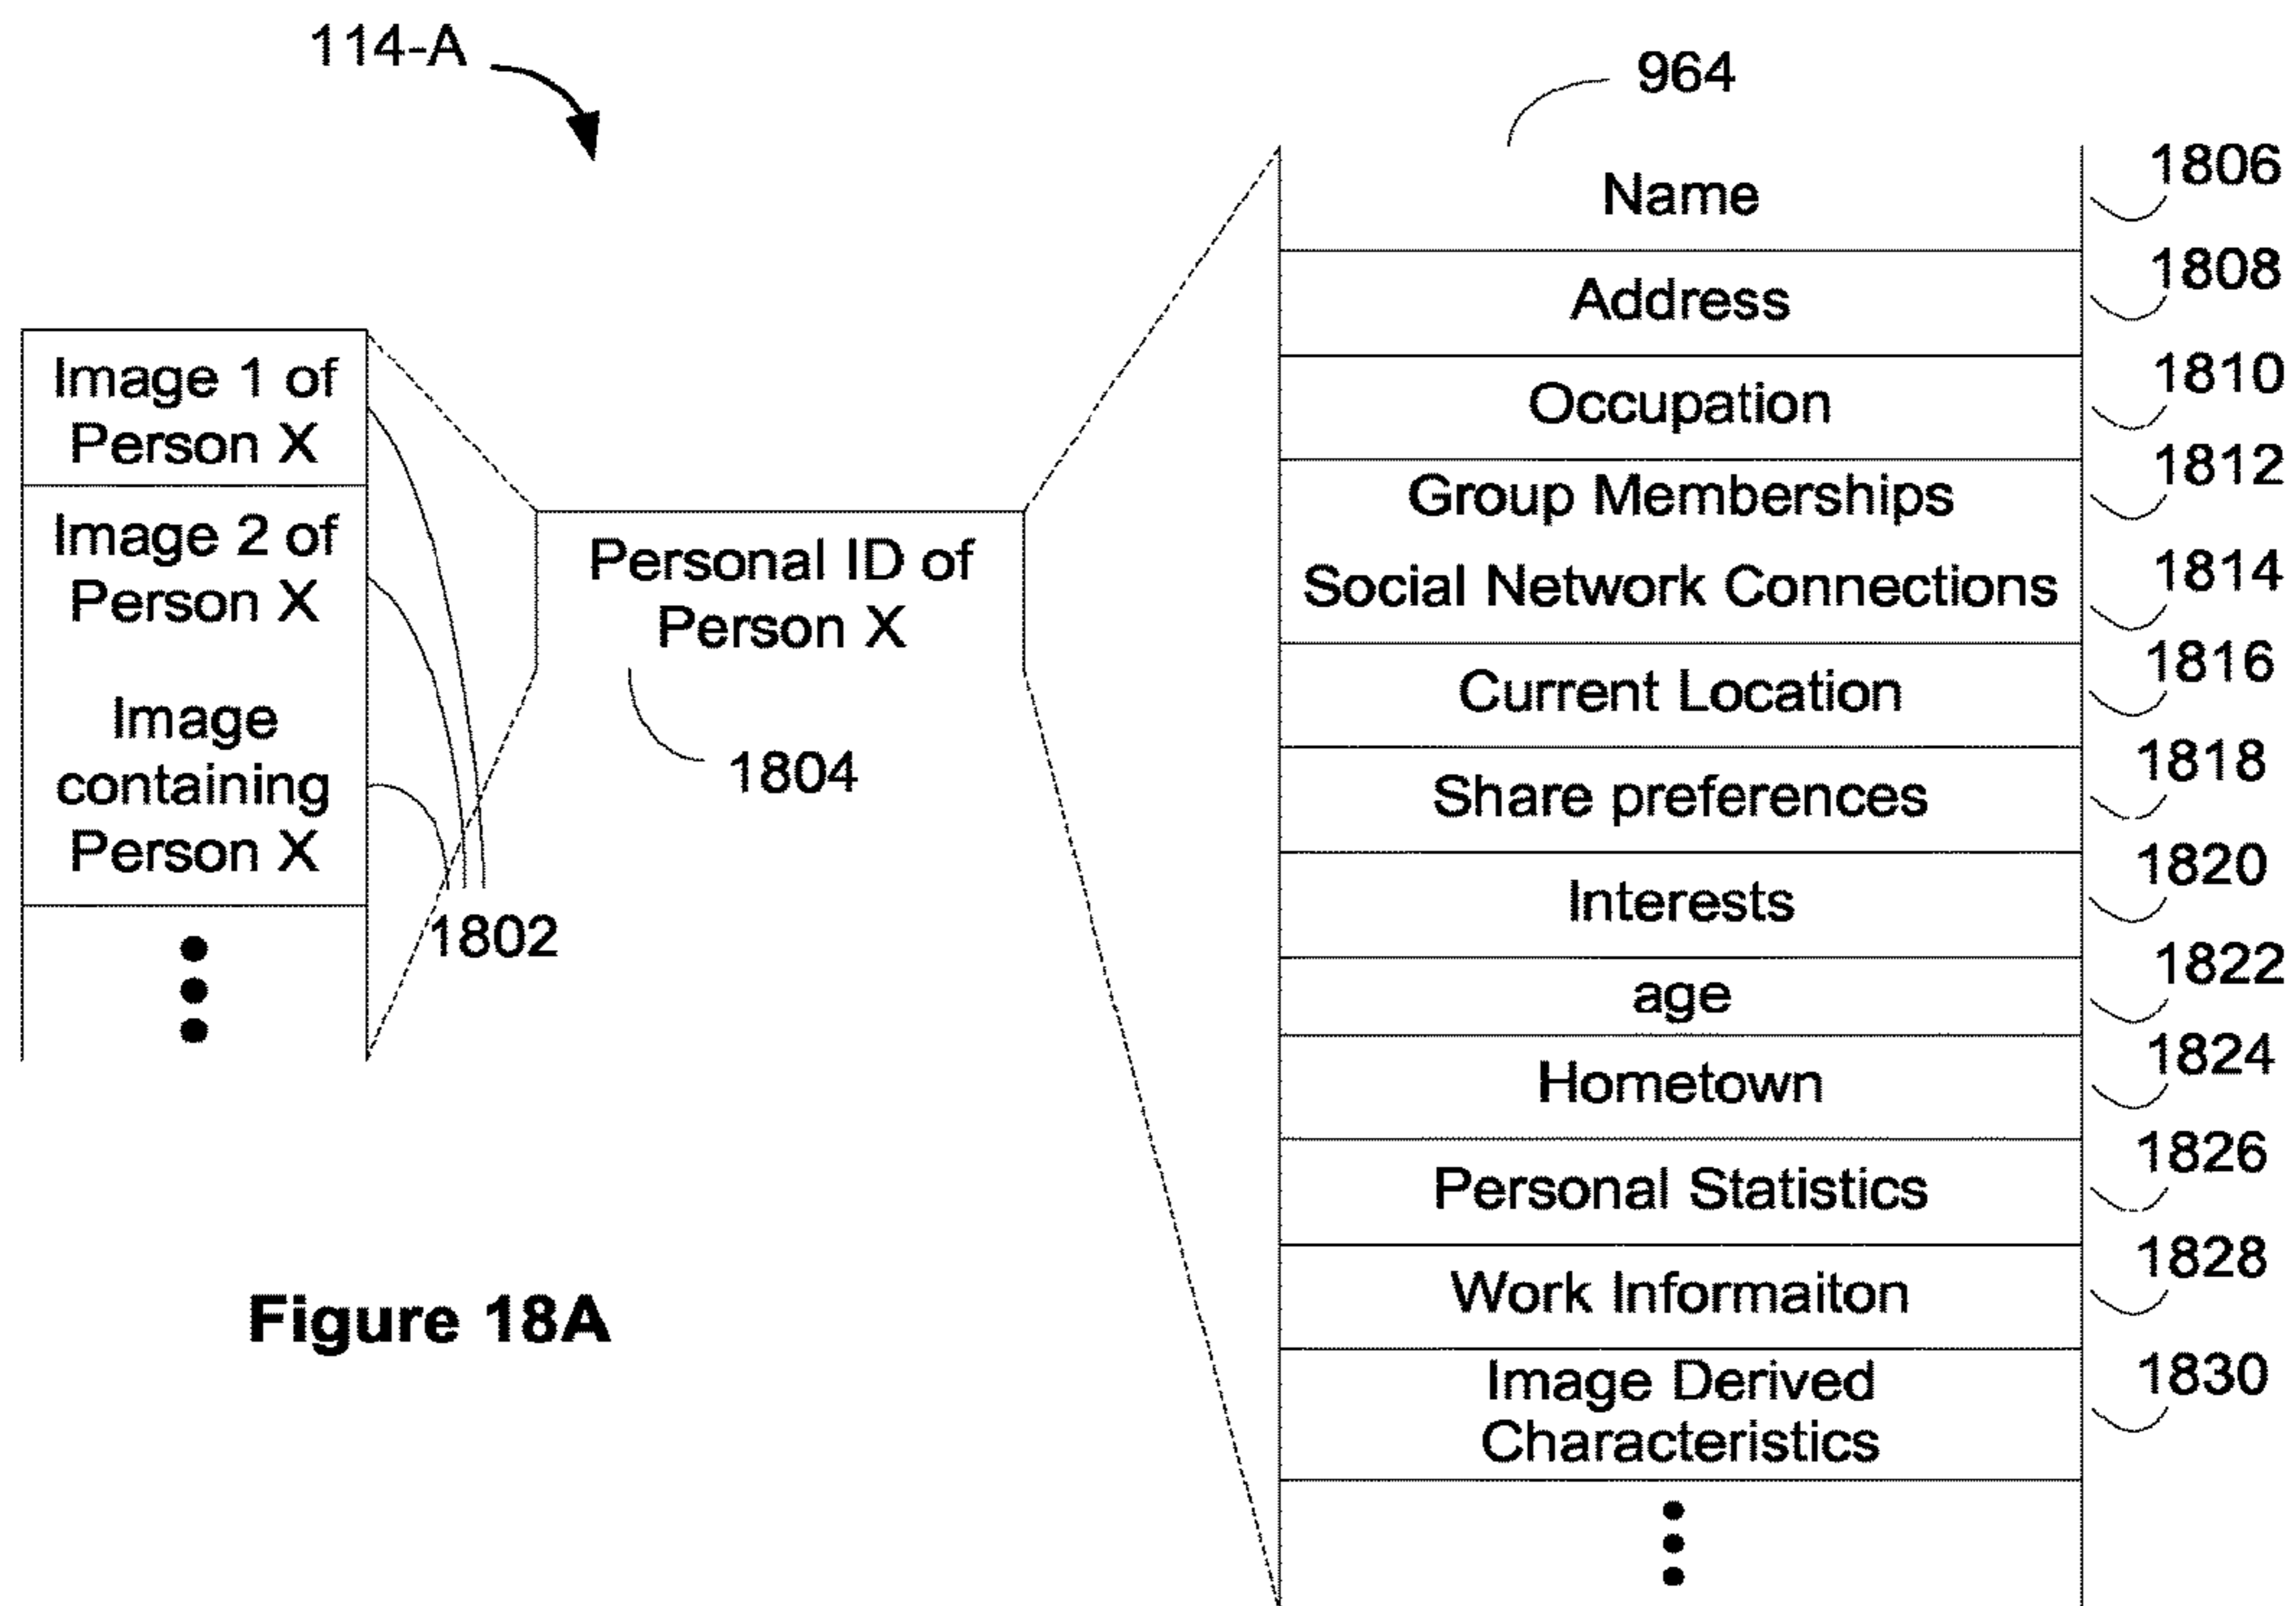 114-A
964
Image 1 of
Person X
Image 2 of
Person X
Image
containing
Person X
1802
Personal ID of
Person X
1804
Name
1806
Address
1808
Occupation
1810
Group Memberships
1812
Social Network Connections
1814
Current Location
1816
Share preferences
1818
Interests
1820
age
1822
Hometown
1824
Personal Statistics
1826
Work Informaiton
1828
Image Derived
Characteristics
1830
Figure 18A